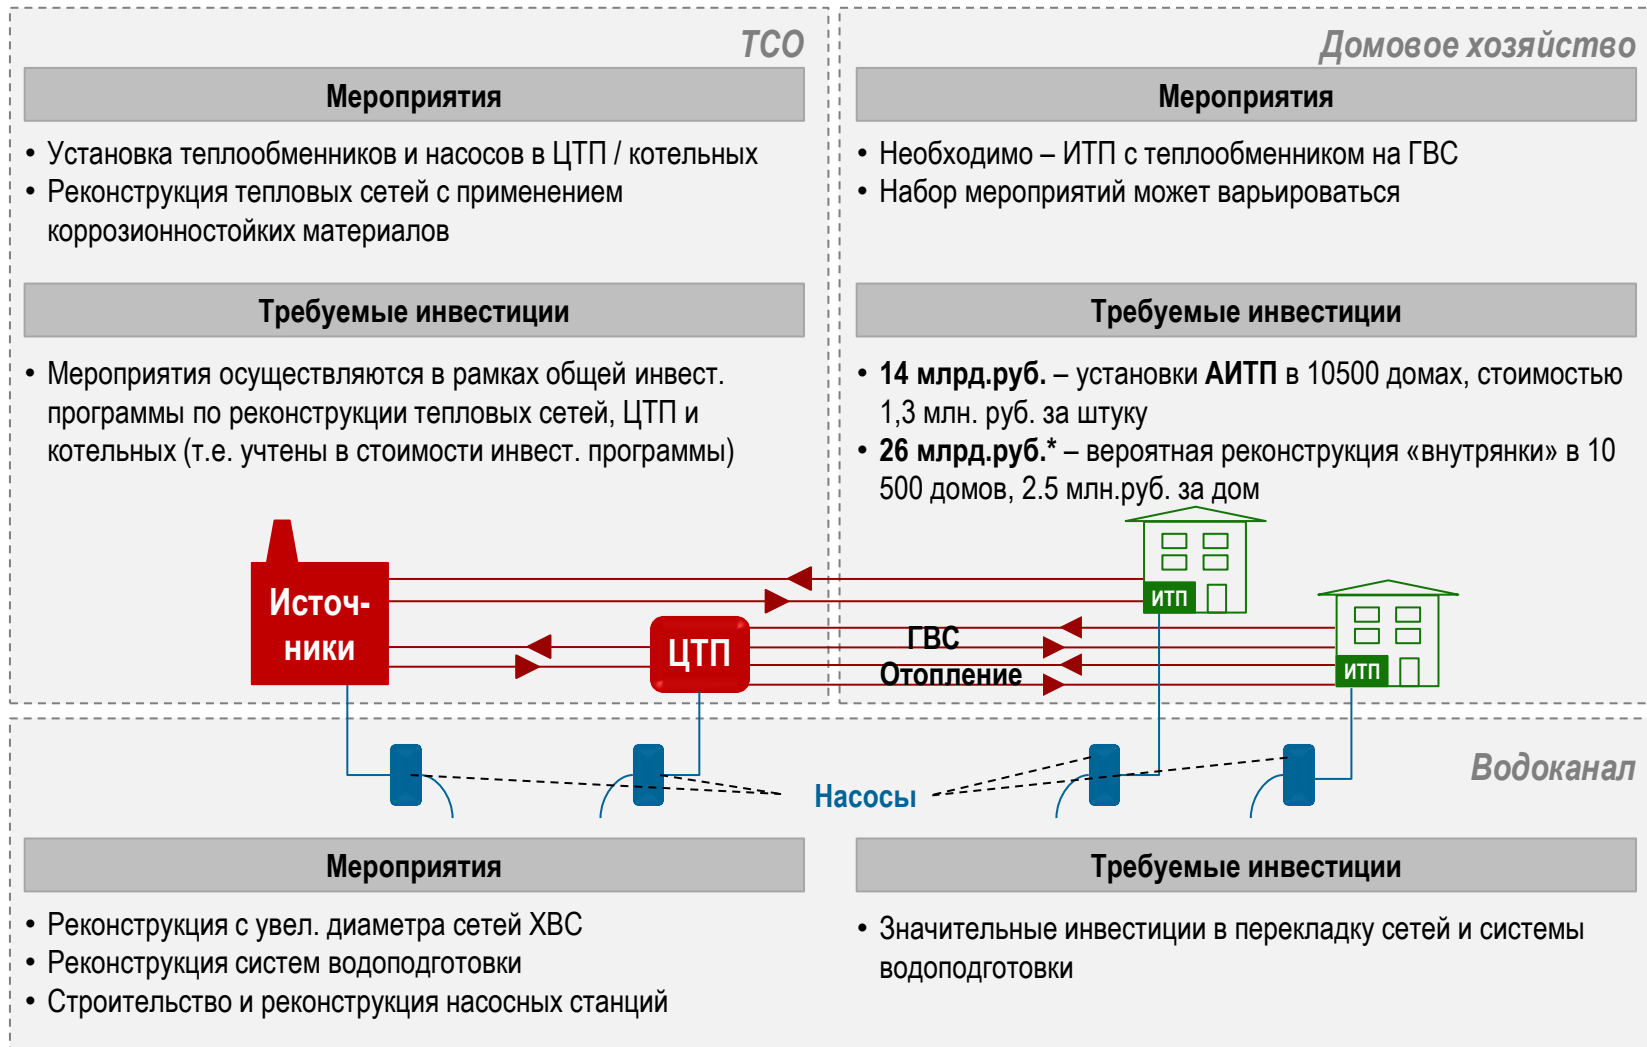 ТСО
Мероприятия
• Установка теплообменников и насосов в ЦТП / котельных
• Реконструкция тепловых сетей с применением
коррозионностойких материалов
Требуемые инвестиции
• Мероприятия осуществляются в рамках общей инвест.
программы по реконструкции тепловых сетей, ЦТП и
котельных (т.е. учтены в стоимости инвест. программы)
Домовое хозяйство
Мероприятия
• Необходимо – ИТП с теплообменником на ГВС
• Набор мероприятий может варьироваться
Требуемые инвестиции
• 14 млрд.руб. – установки АИТП в 10500 домах, стоимостью
1,3 млн. руб. за штуку
• 26 млрд.руб.* – вероятная реконструкция «внутрянки» в 10
500 домов, 2.5 млн.руб. за дом
Источ-
ники
ЦТП
ГВС
Отопление
ИТП
ИТП
Водоканал
Насосы
Мероприятия
• Реконструкция с увел. диаметра сетей ХВС
• Реконструкция систем водоподготовки
• Строительство и реконструкция насосных станций
Требуемые инвестиции
• Значительные инвестиции в перекладку сетей и системы
водоподготовки